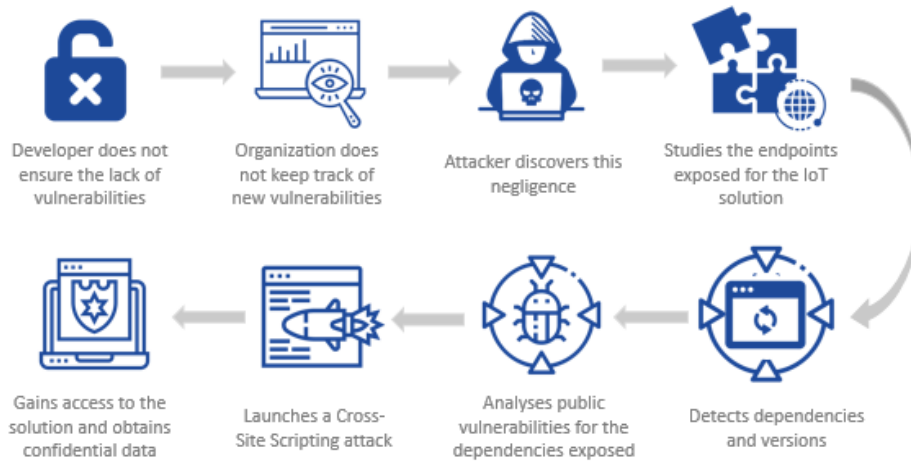 Developer does not
ensure the lack of
vulnerabilities
Organization does
not keep track of
new vulnerabilities
Attacker discovers this
negligence
Studies the endpoints
exposed for the IoT
solution
Gains access to the
solution and obtains
confidential data
Launches a Cross-
Site Scripting attack
Analyses public
vulnerabilities for the
dependencies exposed
Detects dependencies
and versions